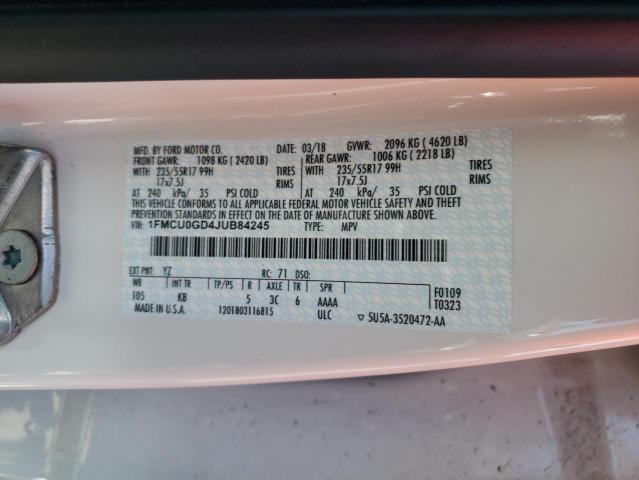 MFD. BY FORD MOTOR CO. DATE: 03/18 GVWR: 2096 KG ( 4620 LB)
FRONT GAWR: 1098 KG ( 2420 LB) REAR GAWR: 1006 KG ( 2218 LB)
WITH 235/55R17 99H TIRES WITH 235/55R17 99H TIRES
17x7.5J RIMS 17x7.5J RIMS
AT 240 kPa/ 35 PSI COLD AT 240 kPa/ 35 PSI COLD
THIS VEHICLE CONFORMS TO ALL APPLICABLE FEDERAL MOTOR VEHICLE SAFETY AND THEFT
PREVENTION STANDARDS IN EFFECT ON THE DATE OF MANUFACTURE SHOWN ABOVE.
VIN: 1FMCU0GD4JUB84245 TYPE: MPV
EXT PNT: YZ RC: 71 DSO:
WB INT TR TP/PS R AXLE TR SPR
105 KB 5 3C 6 AAAA F0109
MADE IN U.S.A. 1201803116815 ULC T0323
▽ 5U5A-3520472-AA